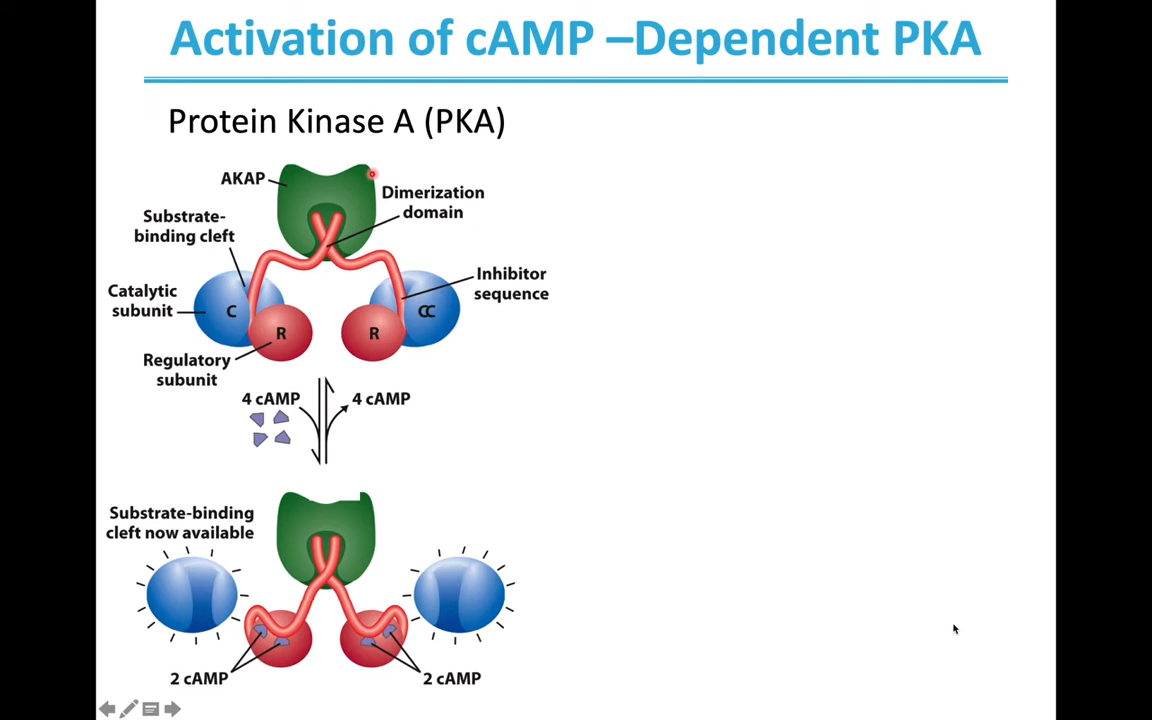 Activation of cAMP –Dependent PKA
Protein Kinase A (PKA)
AKAP
Dimerization
domain
Substrate-
binding cleft
Inhibitor
sequence
Catalytic
subunit
C
CC
R
R
Regulatory
subunit
4 cAMP
4 cAMP
Substrate-binding
cleft now available
2 cAMP
2 cAMP